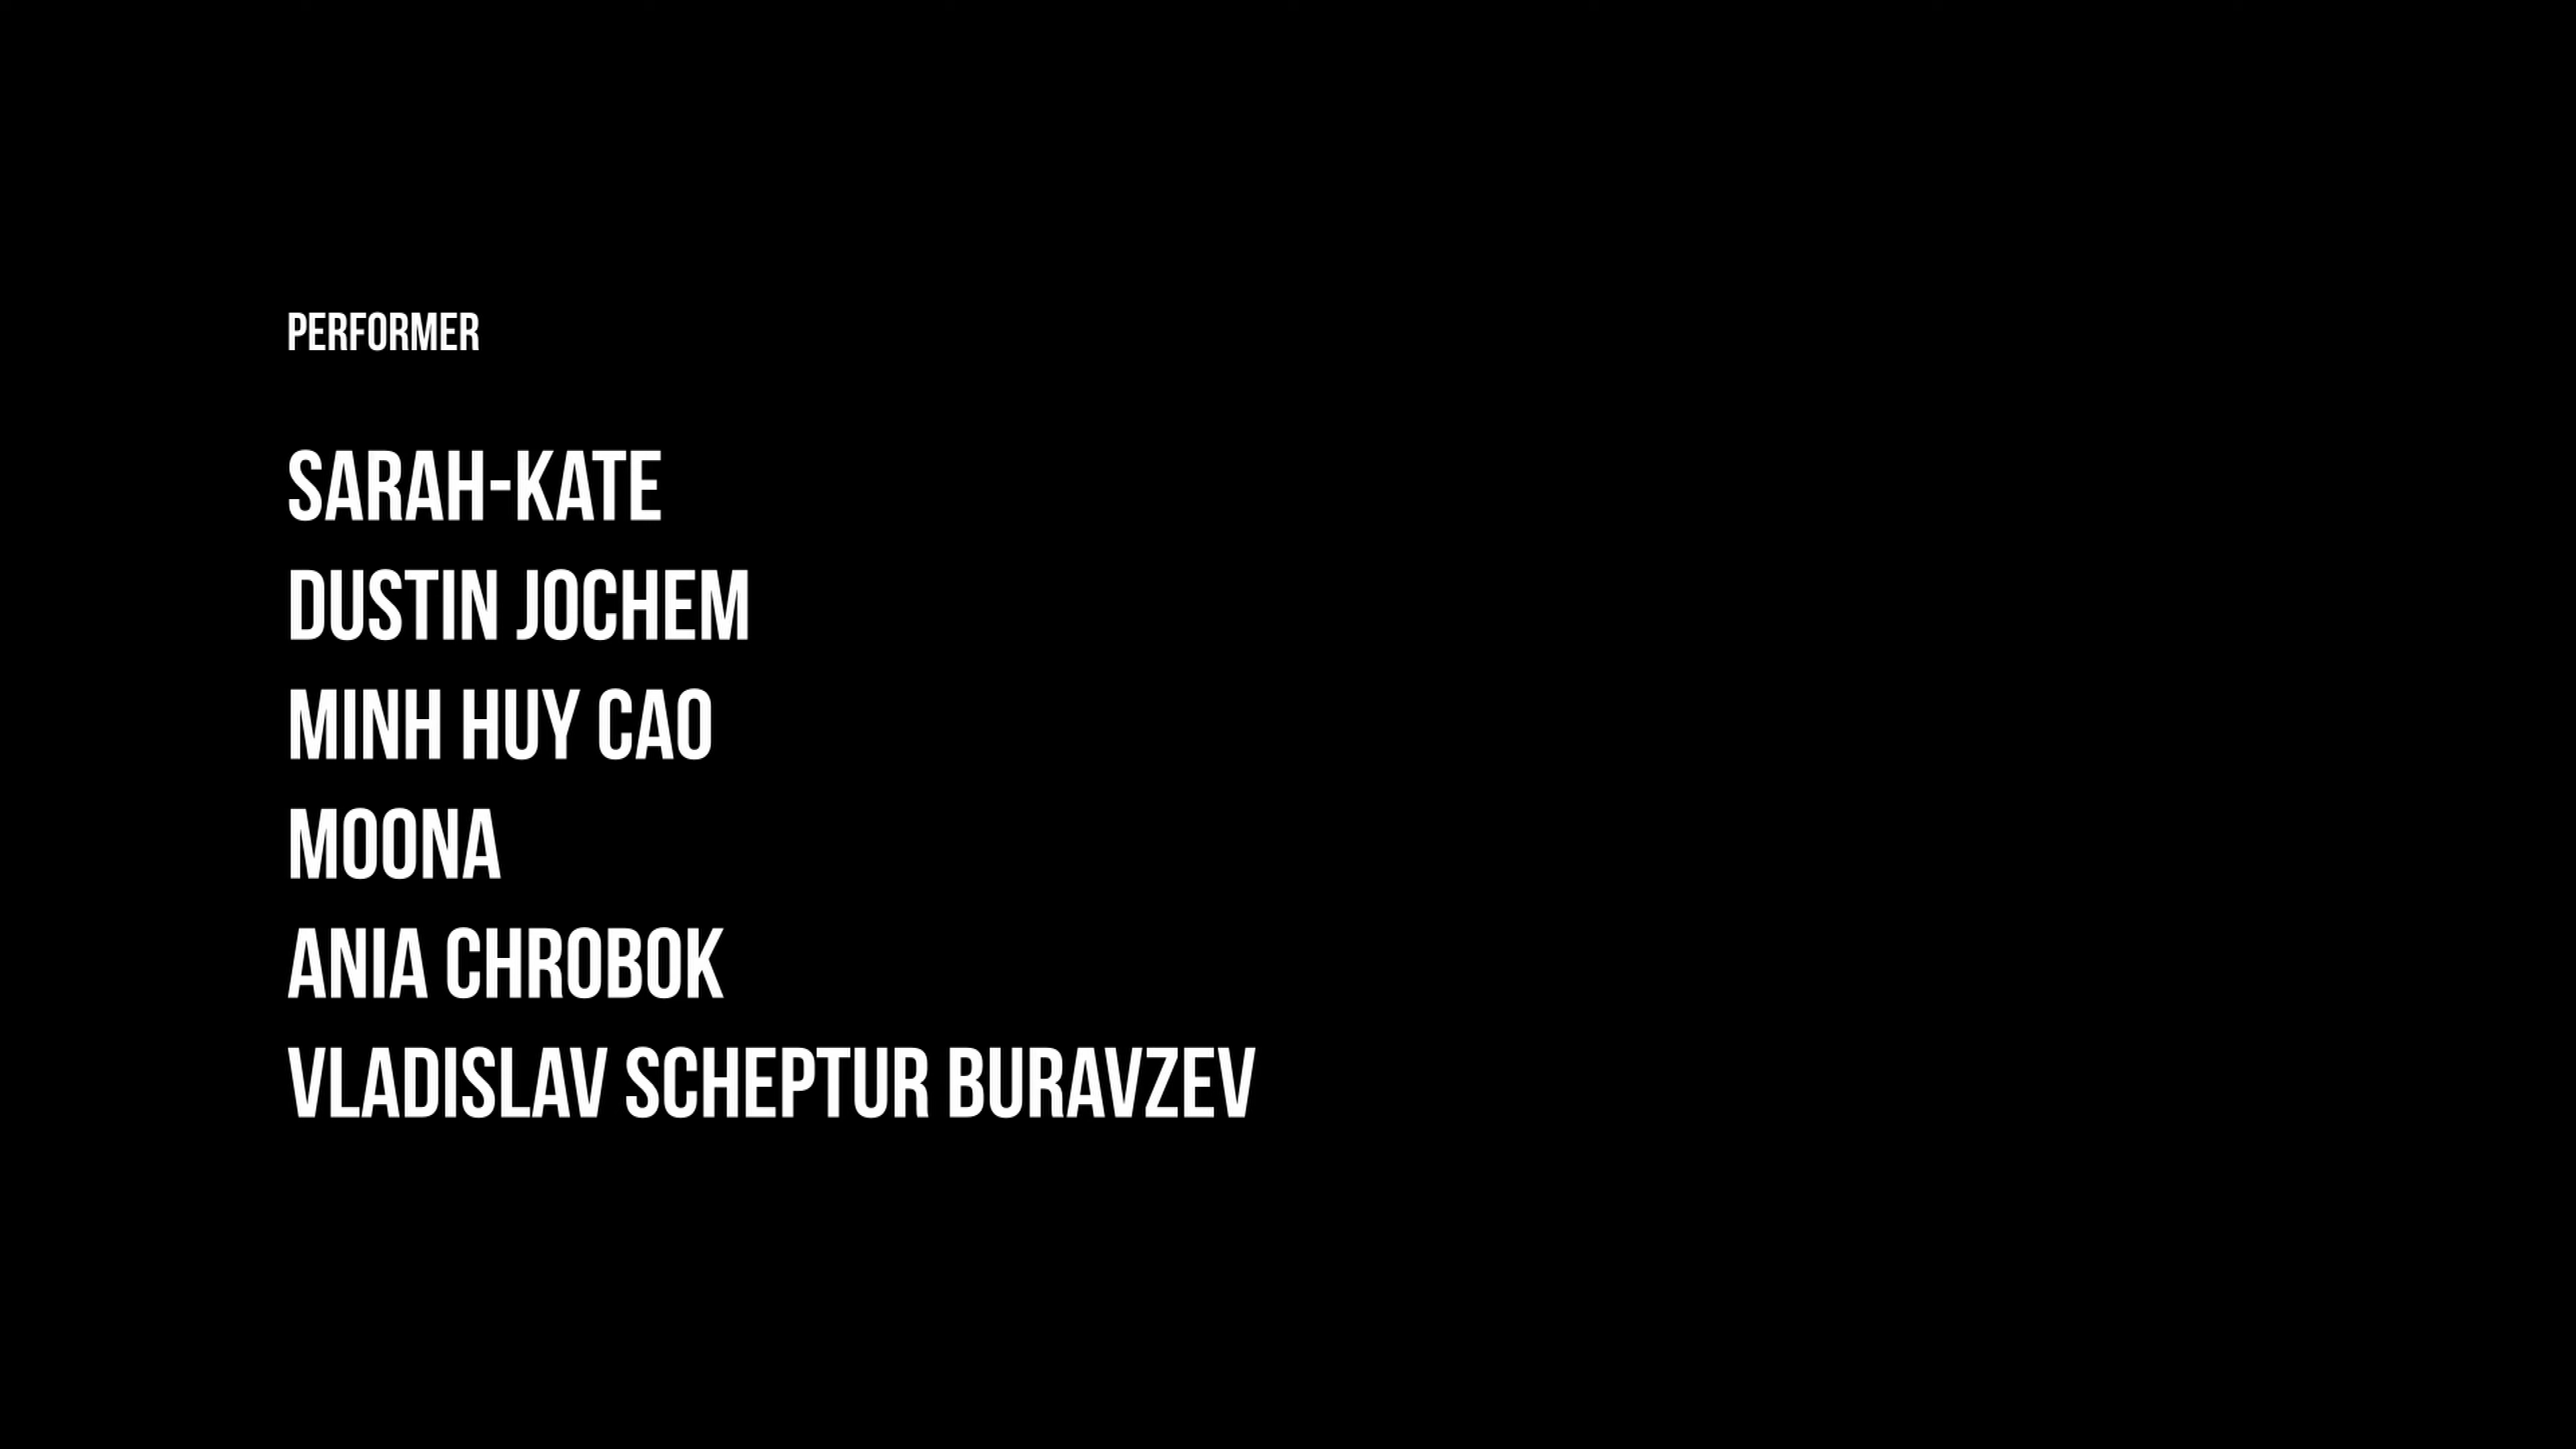 PERFORMER
SARAH-KATE
DUSTIN JOCHEM
MINH HUY CAO
MOONA
ANIA CHROBOK
VLADISLAV SCHEPTUR BURAVZEV